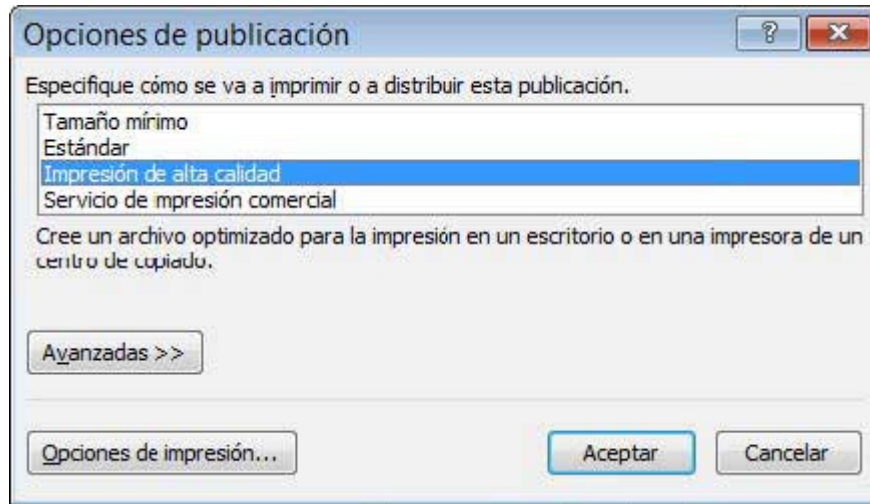 Opciones de publicación
Especifique cómo se va a imprimir o a distribuir esta publicación.
Tamaño mírimo
Estándar
Impresión de alta calidad
Servicio de mpresión comercial
Cree un archivo optimizado para la impresión en un escritorio o en una impresora de un
centro de copiado.
Avanzadas >>
Opciones de impresión...
Aceptar
Cancelar